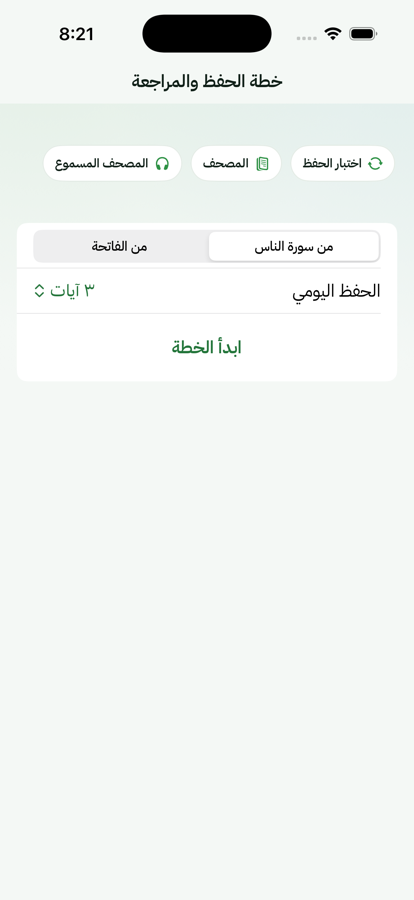 8:21
خطة الحفظ والمراجعة
اختبار الحفظ
المصحف
المصحف المسموع
من سورة الناس
من الفاتحة
الحفظ اليومي
٣ آيات
ابدأ الخطة